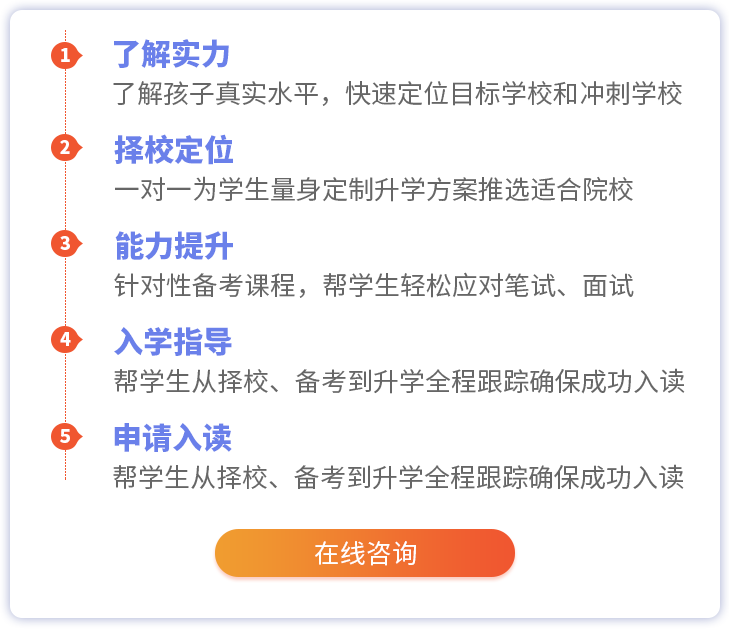 1
了解实力
了解孩子真实水平，快速定位目标学校和冲刺学校
2
择校定位
一对一为学生量身定制升学方案推选适合院校
3
能力提升
针对性备考课程，帮学生轻松应对笔试、面试
4
入学指导
帮学生从择校、备考到升学全程跟踪确保成功入读
5
申请入读
帮学生从择校、备考到升学全程跟踪确保成功入读
在线咨询